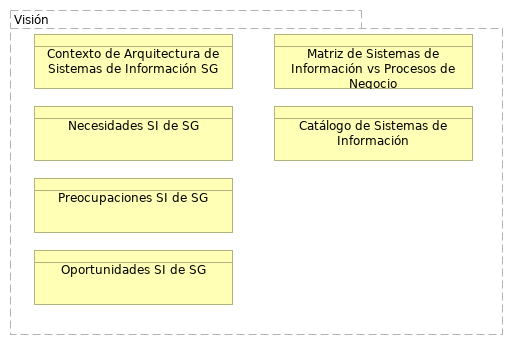 Visión
Contexto de Arquitectura de
Sistemas de Información SG
Matriz de Sistemas de
Información vs Procesos de
Negocio
Necesidades SI de SG
Catálogo de Sistemas de
Información
Preocupaciones SI de SG
Oportunidades SI de SG